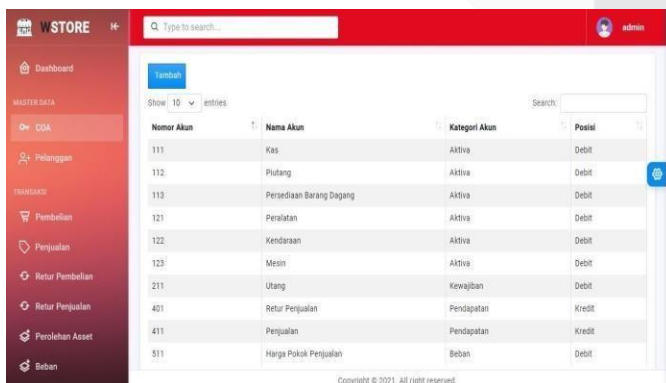 WSTORE
Type to search...
admin
Dashboard
MASTER DATA
COA
Pelanggan
TRANSAKSI
Pembelian
Penjualan
Retur Pembelian
Retur Penjualan
Perolehan Asset
Beban
Tambah
Show 10 entries
Search:
Nomor Akun Nama Akun Kategori Akun Posisi
111 Kas Aktiva Debit
112 Piutang Aktiva Debit
113 Persediaan Barang Dagang Aktiva Debit
121 Peralatan Aktiva Debit
122 Kendaraan Aktiva Debit
123 Mesin Aktiva Debit
211 Utang Kewajiban Debit
401 Retur Penjualan Pendapatan Kredit
411 Penjualan Pendapatan Kredit
511 Harga Pokok Penjualan Beban Debit
Copyright © 2021. All right reserved